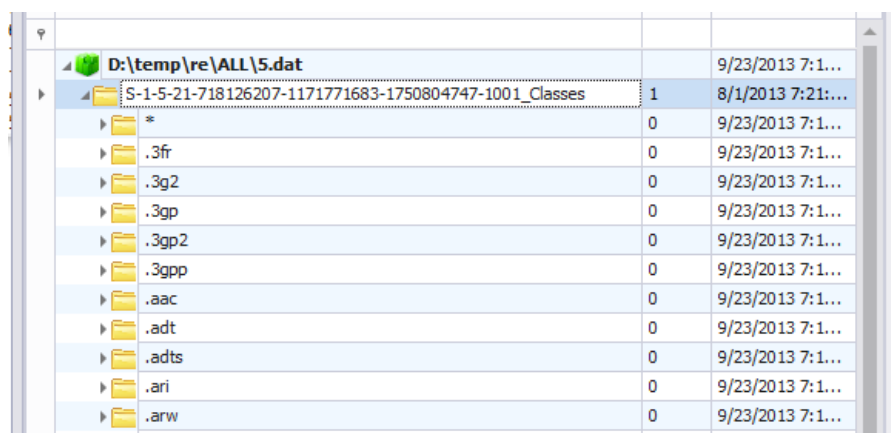 D:\temp\re\ALL\5.dat 9/23/2013 7:1...
S-1-5-21-718126207-1171771683-1750804747-1001_Classes 1 8/1/2013 7:21:...
* 0 9/23/2013 7:1...
.3fr 0 9/23/2013 7:1...
.3g2 0 9/23/2013 7:1...
.3gp 0 9/23/2013 7:1...
.3gp2 0 9/23/2013 7:1...
.3gpp 0 9/23/2013 7:1...
.aac 0 9/23/2013 7:1...
.adt 0 9/23/2013 7:1...
.adts 0 9/23/2013 7:1...
.ari 0 9/23/2013 7:1...
.arw 0 9/23/2013 7:1...